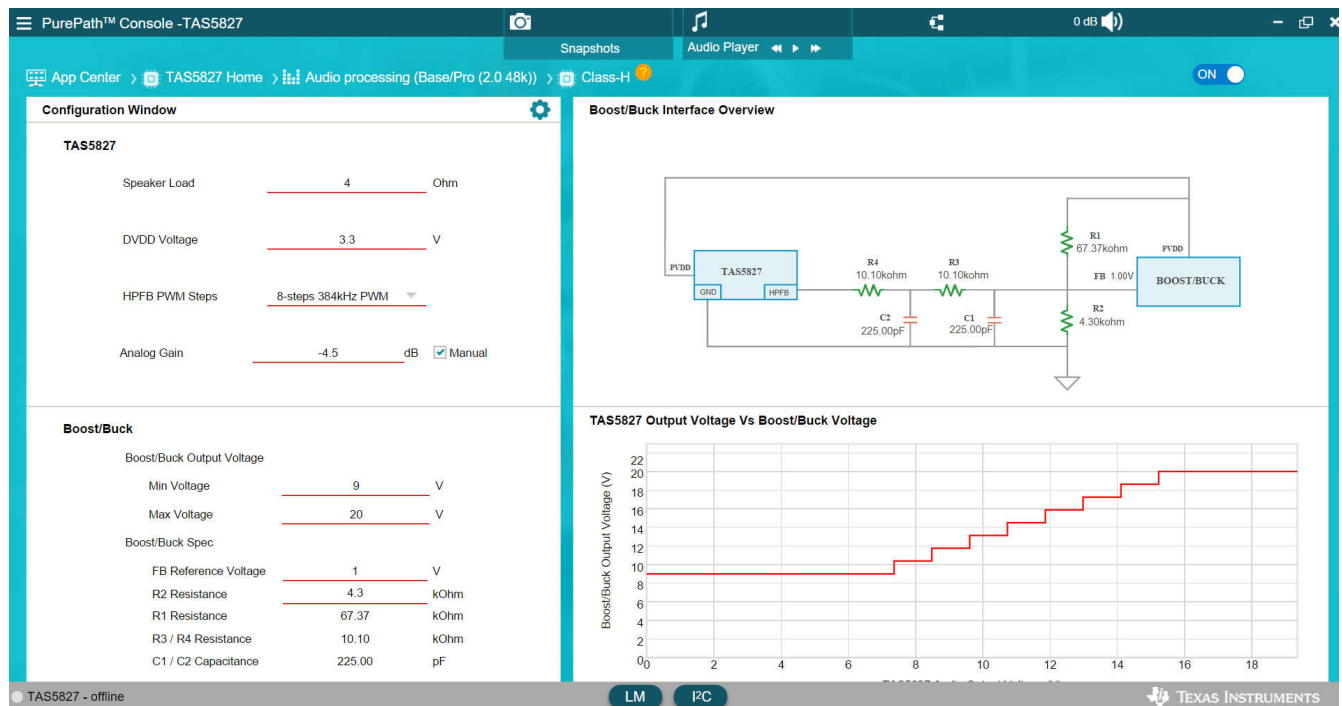 PurePath™ Console -TAS5827
0 dB
Snapshots
Audio Player
App Center
TAS5827 Home
Audio processing (Base/Pro (2.0 48k))
Class-H
?
ON
Configuration Window
TAS5827
Speaker Load 4 Ohm
DVDD Voltage 3.3 V
HPFB PWM Steps 8-steps 384kHz PWM
Analog Gain -4.5 dB Manual
Boost/Buck Interface Overview
R1
67.37kohm
PVDD
PVDD
TAS5827
GND
HPFB
R4
10.10kohm
R3
10.10kohm
FB 1.00V
BOOST/BUCK
C2
225.00pF
C1
225.00pF
R2
4.30kohm
Boost/Buck
Boost/Buck Output Voltage
Min Voltage 9 V
Max Voltage 20 V
Boost/Buck Spec
FB Reference Voltage 1 V
R2 Resistance 4.3 kOhm
R1 Resistance 67.37 kOhm
R3 / R4 Resistance 10.10 kOhm
C1 / C2 Capacitance 225.00 pF
TAS5827 Output Voltage Vs Boost/Buck Voltage
Boost/Buck Output Voltage (V)
22
20
18
16
14
12
10
8
6
4
2
0
0 2 4 6 8 10 12 14 16 18
TAS5827 - offline
LM
I²C
TEXAS INSTRUMENTS